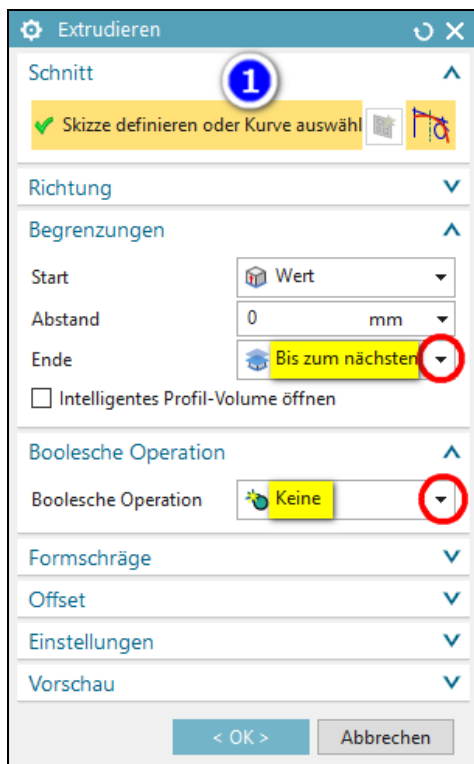 Extrudieren
Schnitt
1
Skizze definieren oder Kurve auswähl
Richtung
Begrenzungen
Start
Wert
Abstand
0 mm
Ende
Bis zum nächsten
Intelligentes Profil-Volume öffnen
Boolesche Operation
Boolesche Operation
Keine
Formschräge
Offset
Einstellungen
Vorschau
< OK >
Abbrechen